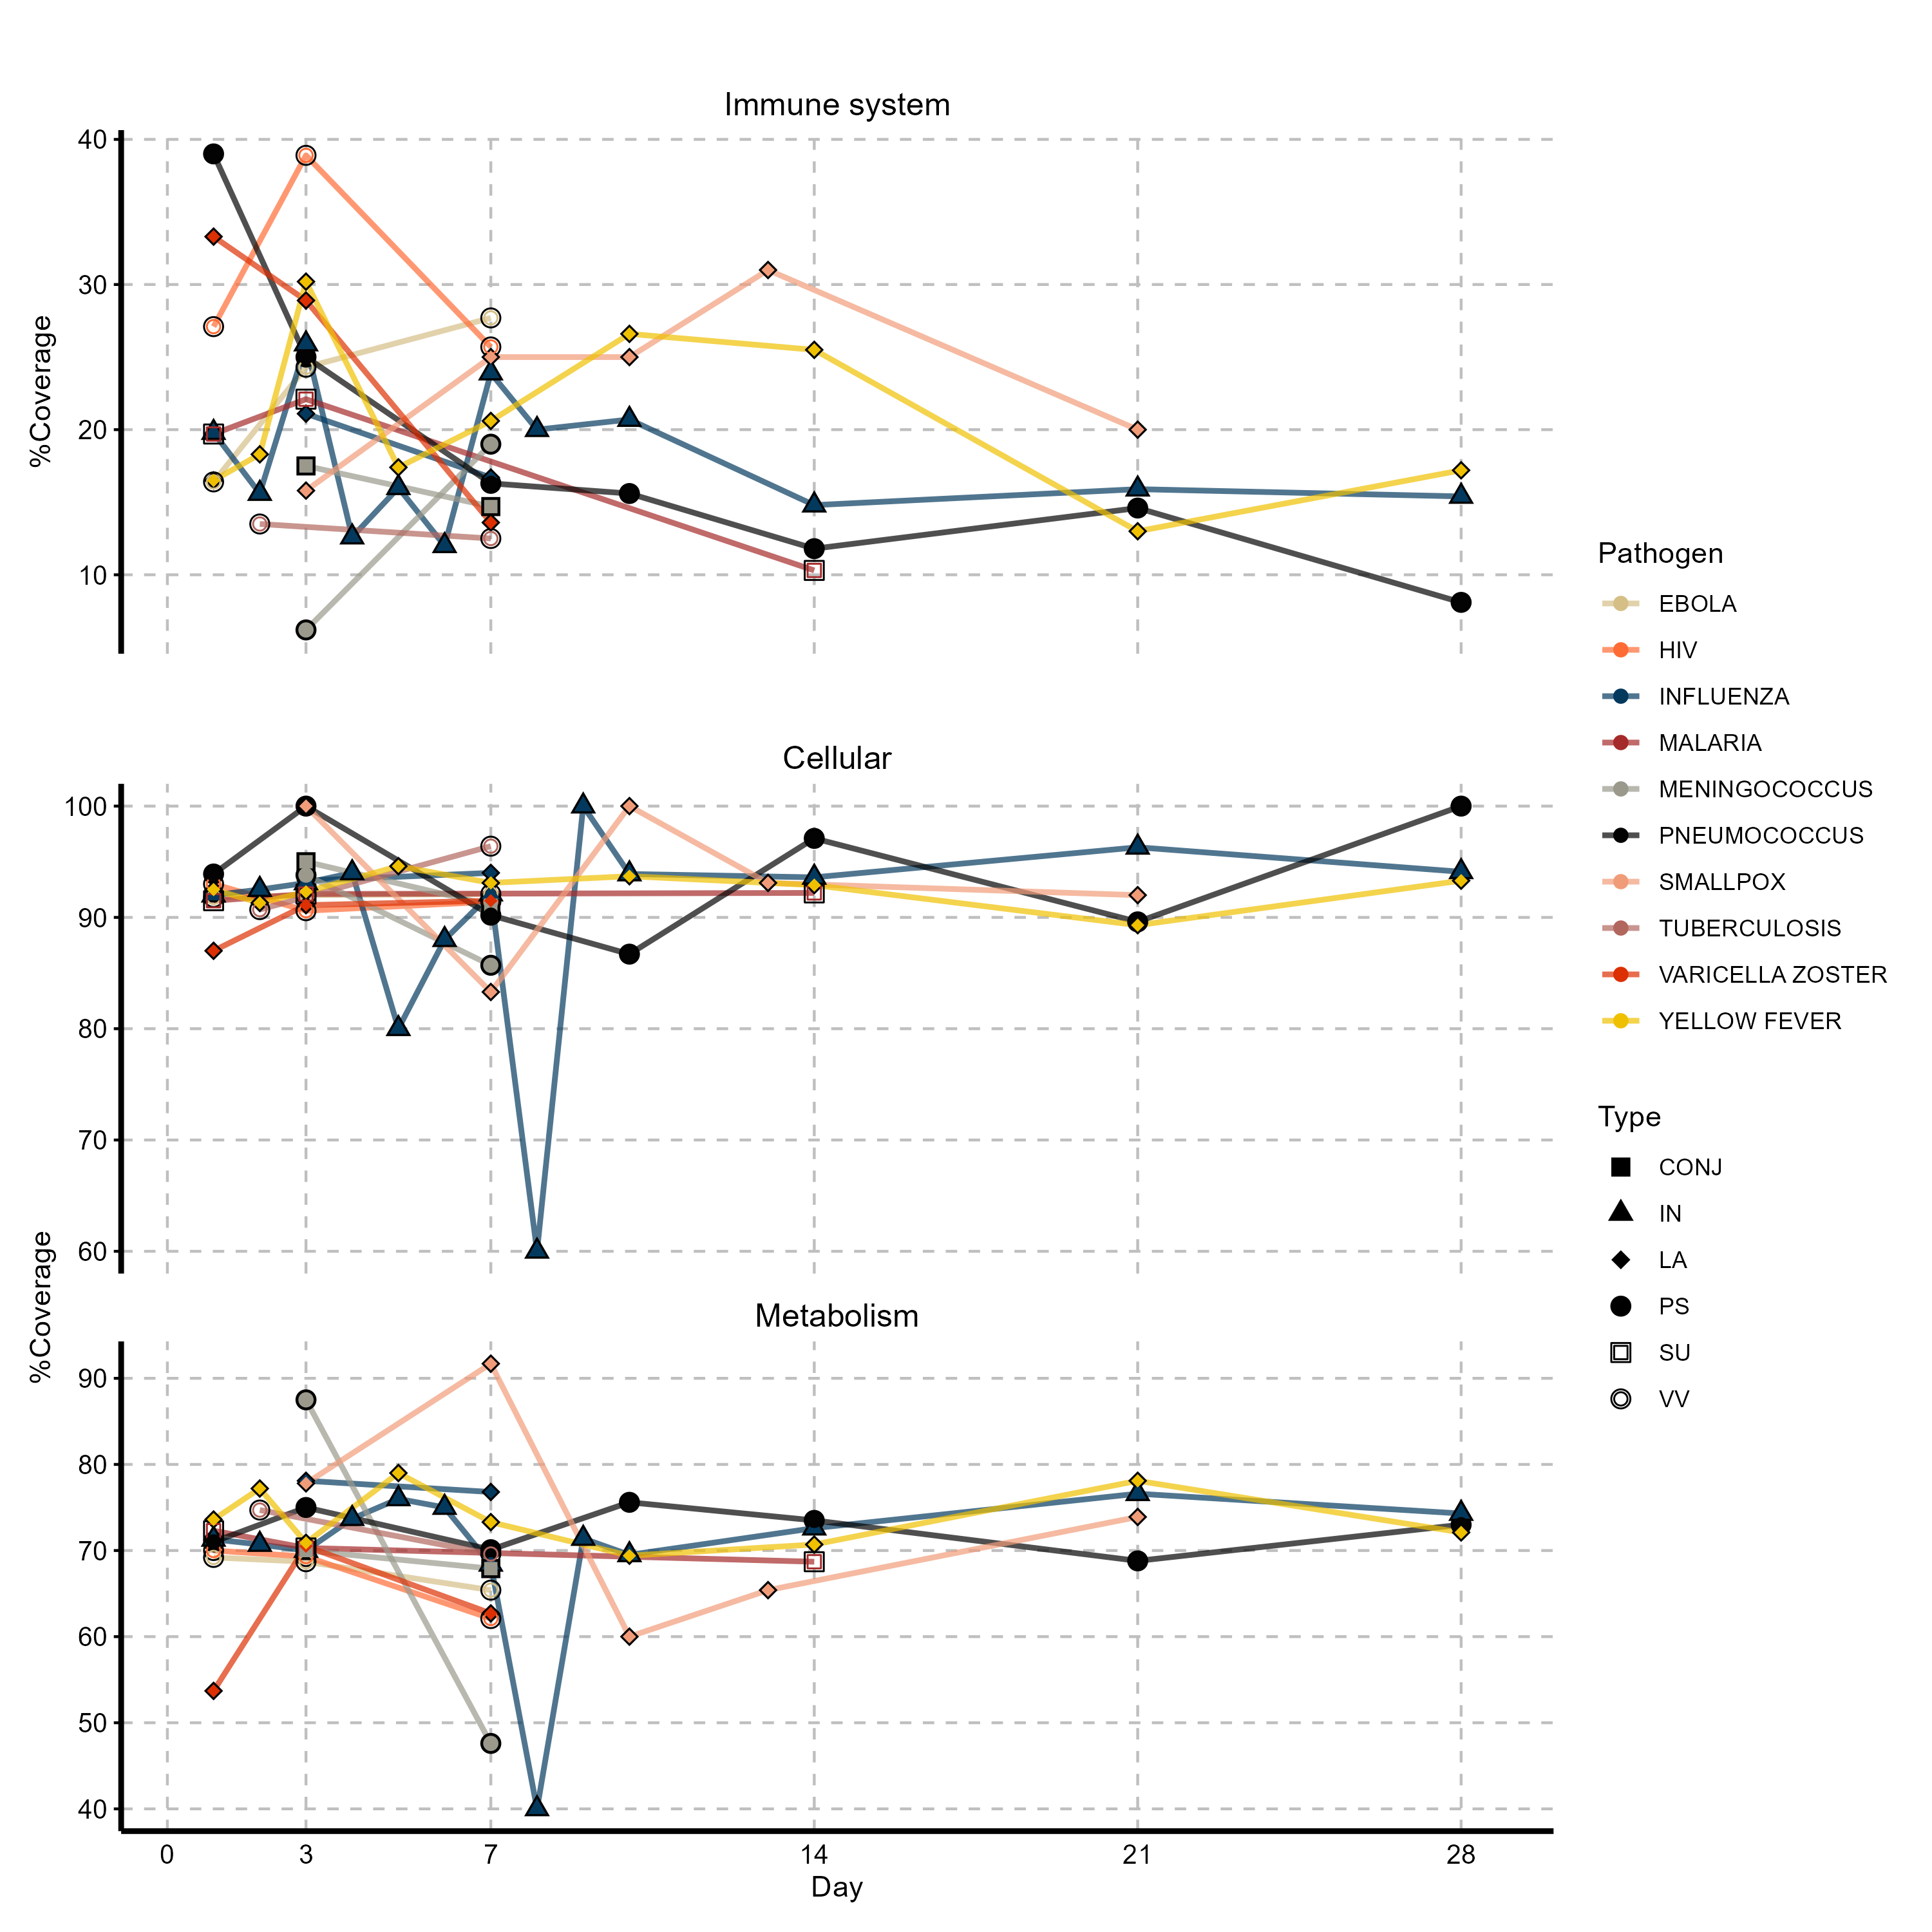 Immune system
40
30
20
10
%Coverage
Cellular
100
90
80
70
60
%Coverage
Metabolism
90
80
70
60
50
40
0 3 7 14 21 28
Day
Pathogen
EBOLA
HIV
INFLUENZA
MALARIA
MENINGOCOCCUS
PNEUMOCOCCUS
SMALLPOX
TUBERCULOSIS
VARICELLA ZOSTER
YELLOW FEVER
Type
CONJ
IN
LA
PS
SU
VV